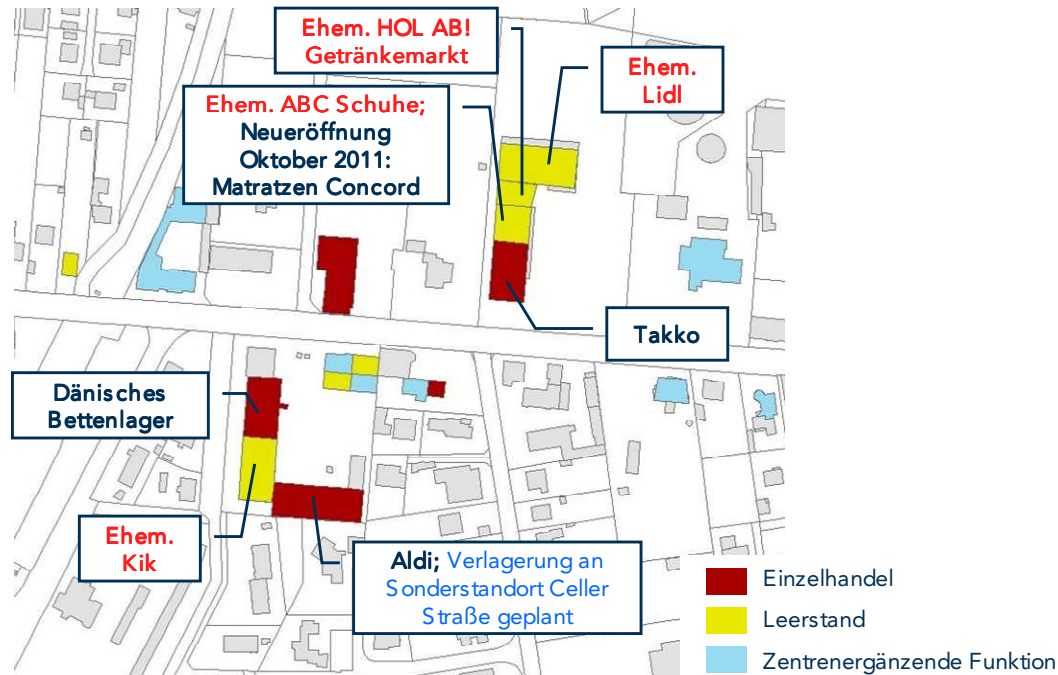 Ehem. HOL AB!
Getränkemarkt
Ehem.
Lidl
Ehem. ABC Schuhe;
Neueröffnung
Oktober 2011:
Matratzen Concord
Takko
Dänisches
Bettenlager
Ehem.
Kik
Aldi; Verlagerung an
Sonderstandort Celler
Straße geplant
Einzelhandel
Leerstand
Zentrenergänzende Funktion